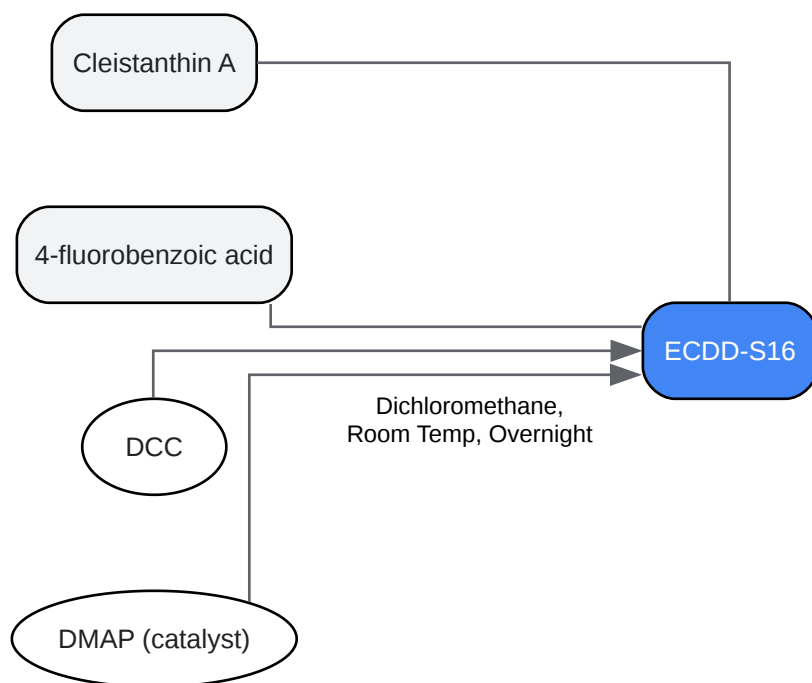 Cleistanthin A
4-fluorobenzoic acid
ECDD-S16
Dichloromethane,
Room Temp, Overnight
DCC
DMAP (catalyst)